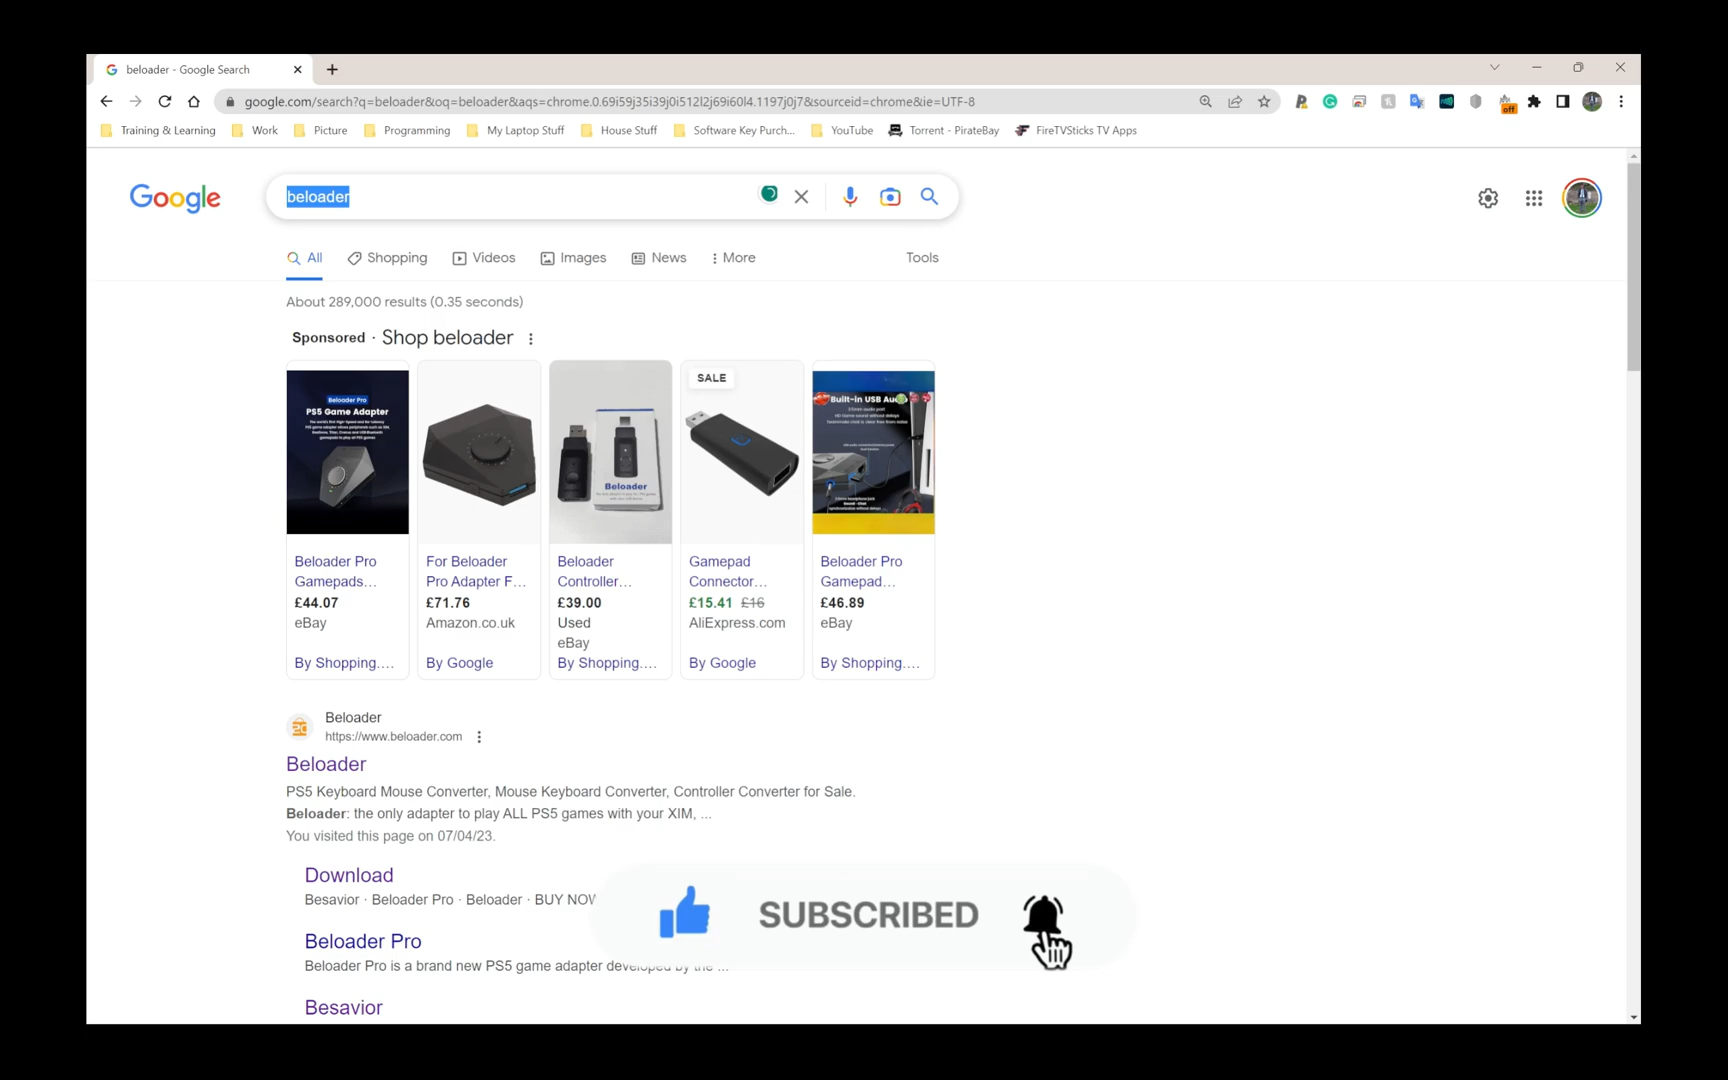 beloader - Google Search
google.com/search?q=beloader&oq=beloader&aqs=chrome.0.69i59j35i39j0i512l2j69i60l4.1197j0j7&sourceid=chrome&ie=UTF-8
off
Training & Learning Work Picture Programming My Laptop Stuff House Stuff Software Key Purch... YouTube Torrent - PirateBay FireTVSticks TV Apps
Google
beloader
All Shopping Videos Images News More Tools
About 289,000 results (0.35 seconds)
Sponsored · Shop beloader
Beloader Pro
PS5 Game Adapter
Beloader
SALE
Built-in USB
Beloader Pro
Gamepads...
£44.07
eBay
By Shopping....
For Beloader
Pro Adapter F...
£71.76
Amazon.co.uk
By Google
Beloader
Controller...
£39.00
Used
eBay
By Shopping....
Gamepad
Connector...
£15.41 £16
AliExpress.com
By Google
Beloader Pro
Gamepad...
£46.89
eBay
By Shopping....
Beloader
https://www.beloader.com
Beloader
PS5 Keyboard Mouse Converter, Mouse Keyboard Converter, Controller Converter for Sale.
Beloader: the only adapter to play ALL PS5 games with your XIM, ...
You visited this page on 07/04/23.
Download
Besavior · Beloader Pro · Beloader · BUY NOW
SUBSCRIBED
Beloader Pro
Beloader Pro is a brand new PS5 game adapter developed by the ...
Besavior